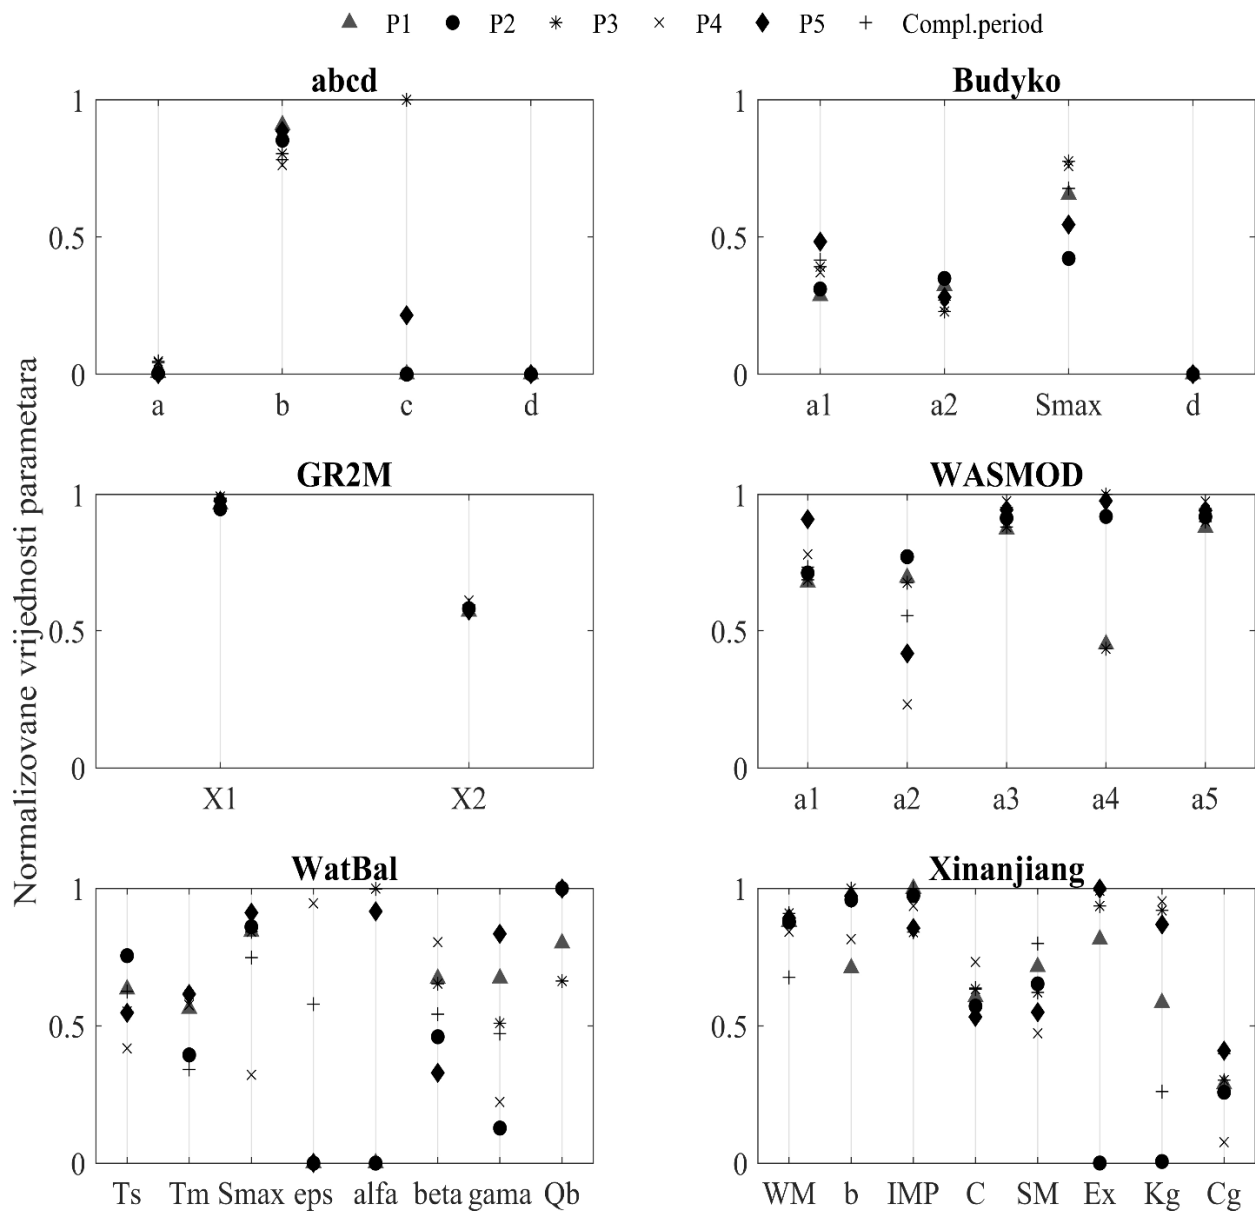 P1 P2 P3 P4 P5 Compl.period
Normalizovane vrijednosti parametara
abcd
1
0.5
0
a b c d
Budyko
1
0.5
0
a1 a2 Smax d
GR2M
1
0.5
0
X1 X2
WASMOD
1
0.5
0
a1 a2 a3 a4 a5
WatBal
1
0.5
0
Ts Tm Smax eps alfa beta gama Qb
Xinanjiang
1
0.5
0
WM b IMP C SM Ex Kg Cg